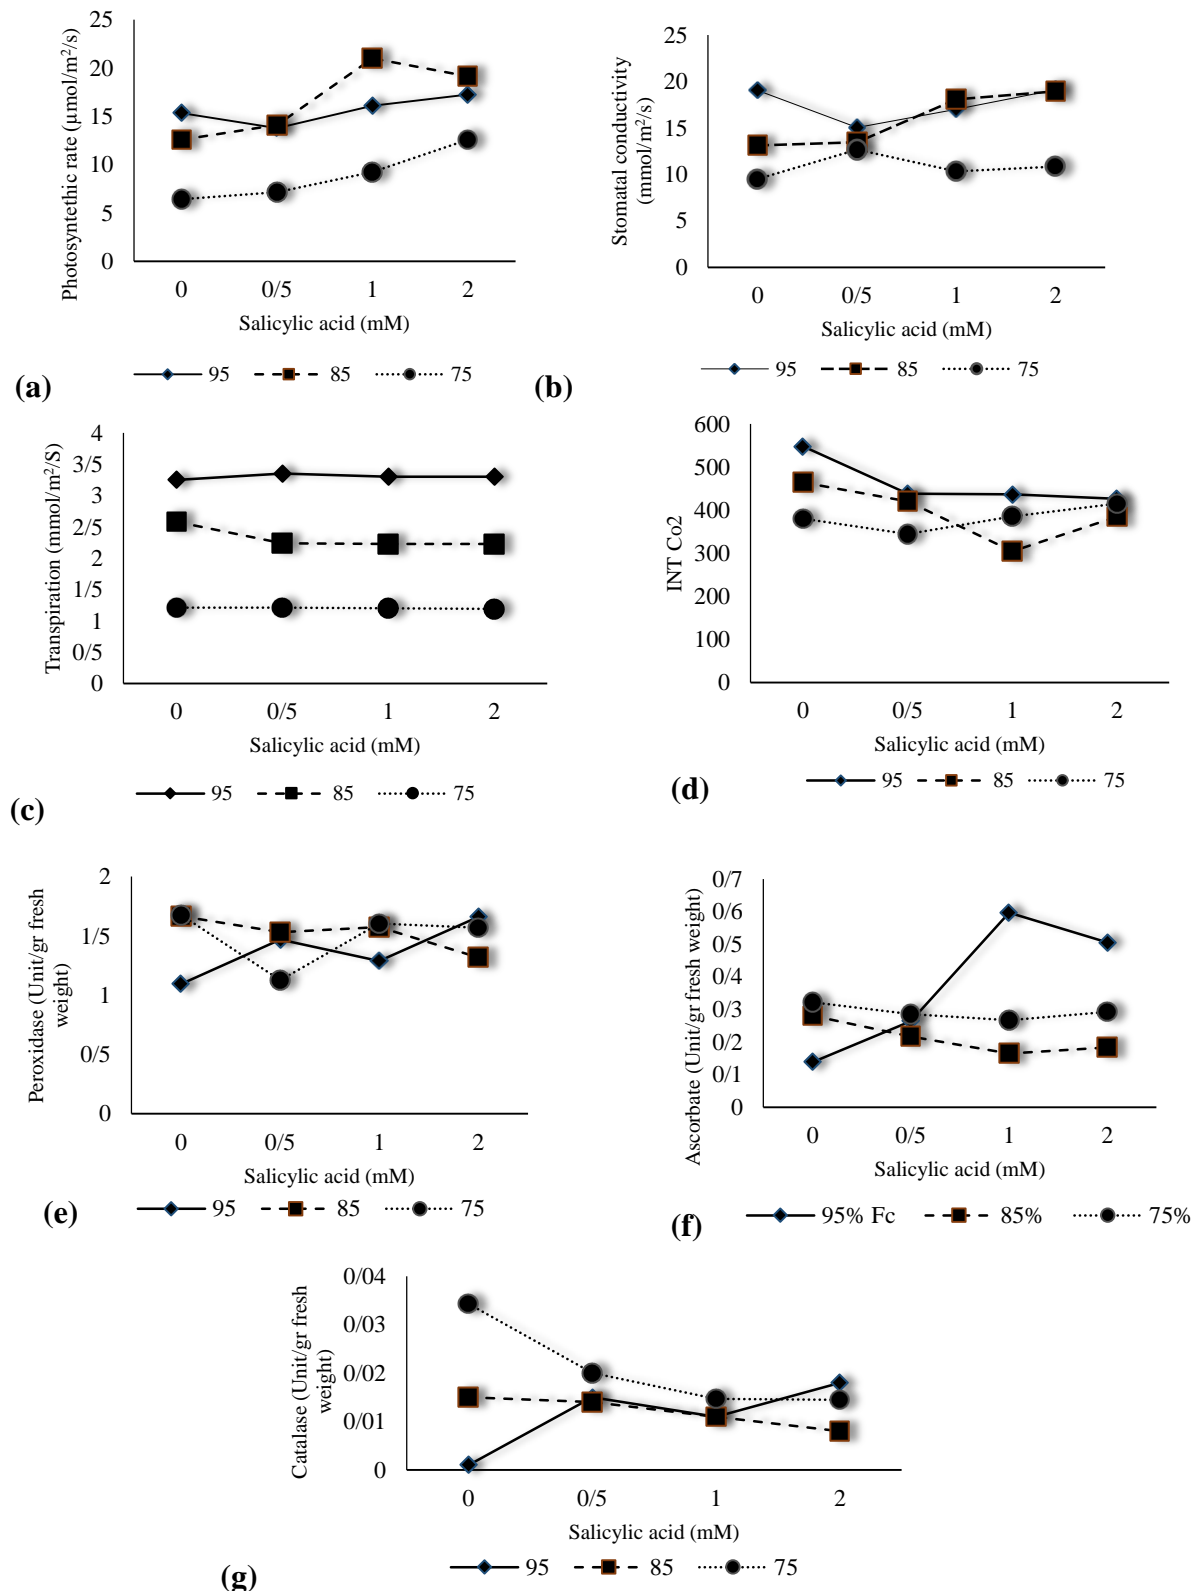 25
20
15
10
5
0
Photosyntethic rate (µmol/m²/s)
0 0/5 1 2
Salicylic acid (mM)
95 85 75
(a)
25
20
15
10
5
0
Stomatal conductivity
(mmol/m²/s)
0 0/5 1 2
Salicylic acid (mM)
95 85 75
(b)
4
3/5
3
2/5
2
1/5
1
0/5
0
Transpiration (mmol/m²/S)
0 0/5 1 2
Salicylic acid (mM)
95 85 75
(c)
600
500
400
300
200
100
0
INT Co2
0 0/5 1 2
Salicylic acid (mM)
95 85 75
(d)
2
1/5
1
0/5
0
Peroxidase (Unit/gr fresh
weight)
0 0/5 1 2
Salicylic acid (mM)
95 85 75
(e)
0/7
0/6
0/5
0/4
0/3
0/2
0/1
0
Ascorbate (Unit/gr fresh weight)
0 0/5 1 2
Salicylic acid (mM)
95% Fc 85% 75%
(f)
0/04
0/03
0/02
0/01
0
Catalase (Unit/gr fresh
weight)
0 0/5 1 2
Salicylic acid (mM)
95 85 75
(g)